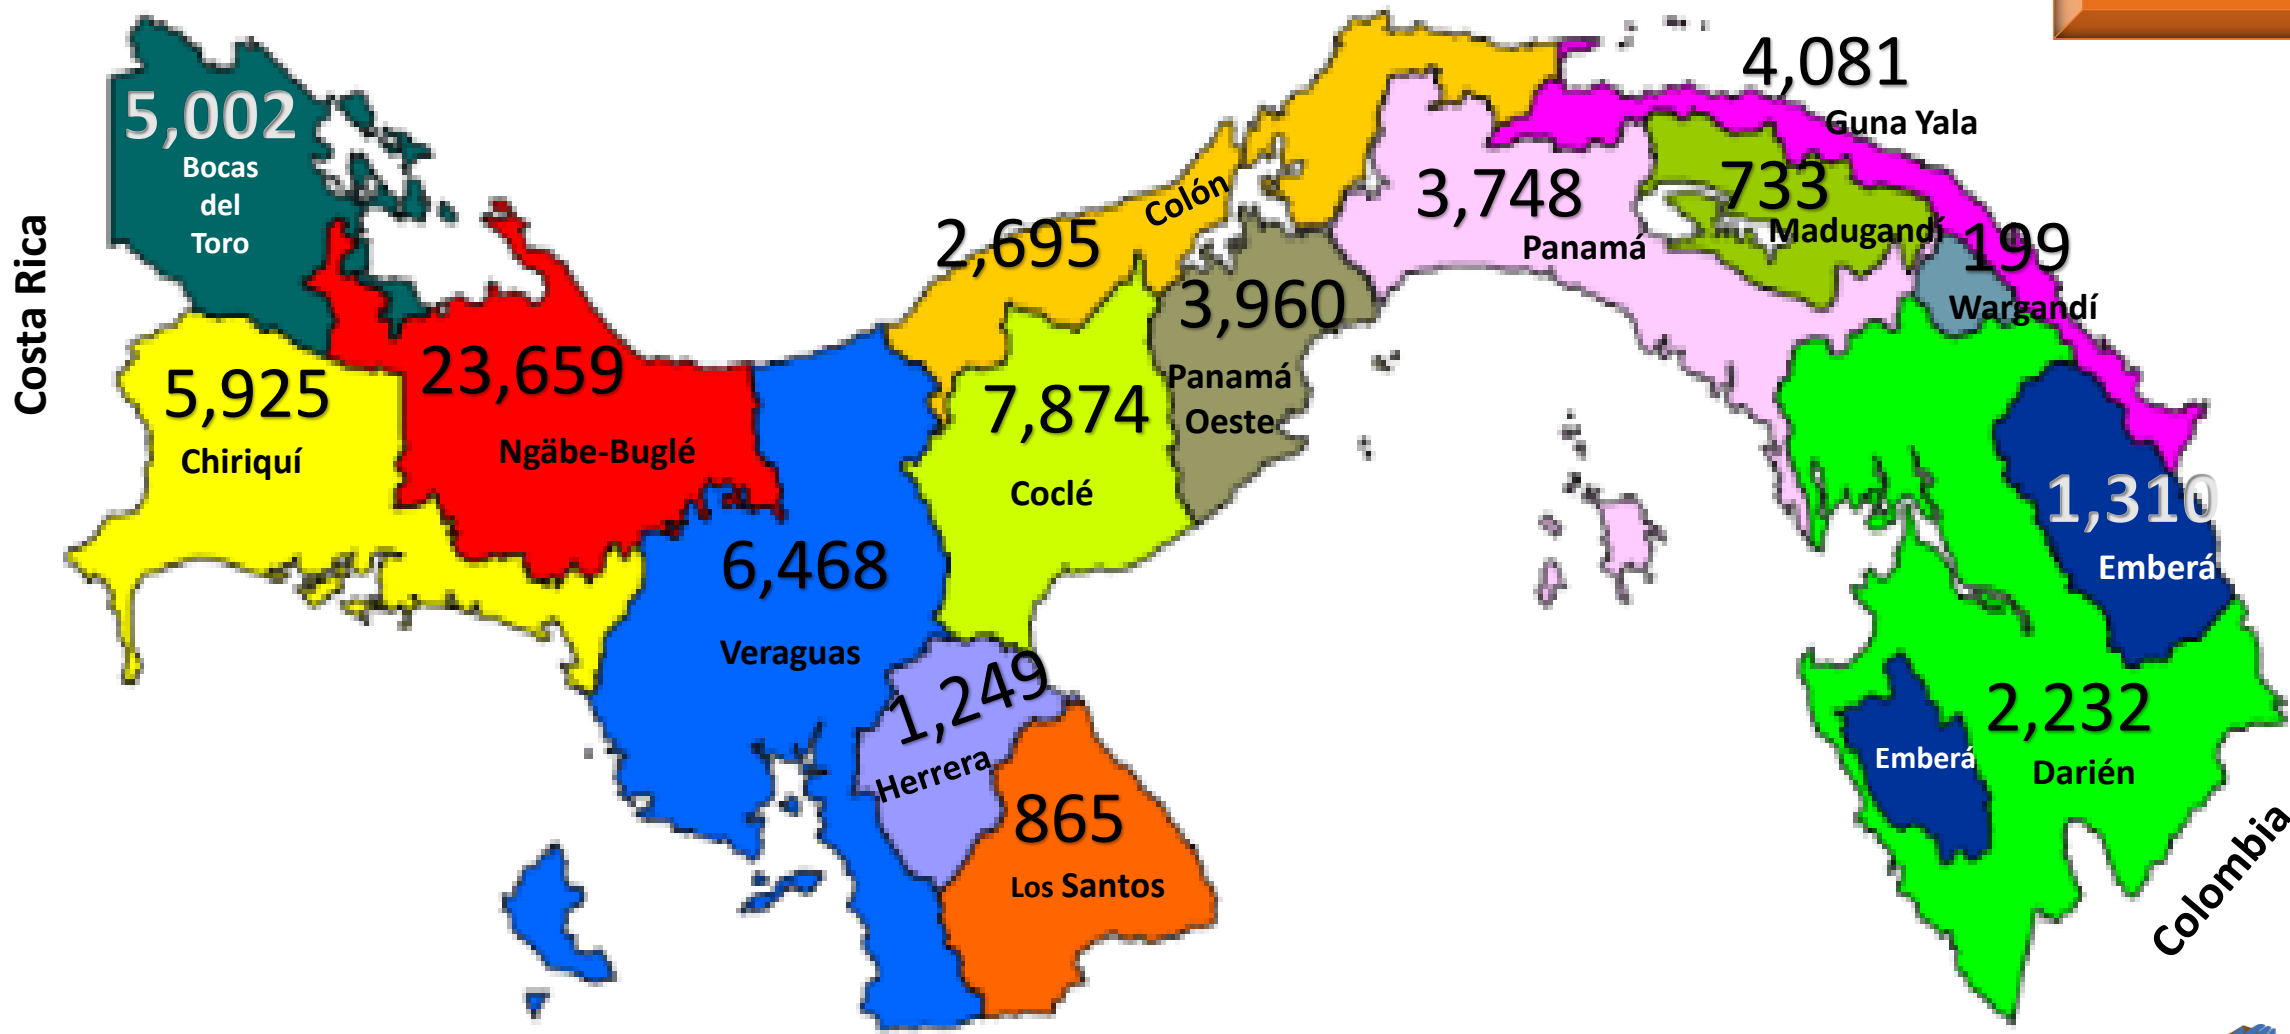 5,002
Bocas
del
Toro
Costa Rica
5,925
Chiriquí
23,659
Ngäbe-Buglé
2,695
Colón
3,960
Panamá
Oeste
7,874
Coclé
6,468
Veraguas
1,249
Herrera
865
Los Santos
3,748
Panamá
4,081
Guna Yala
733
Madugandí
199
Wargandí
1,310
Emberá
2,232
Darién
Emberá
Colombia